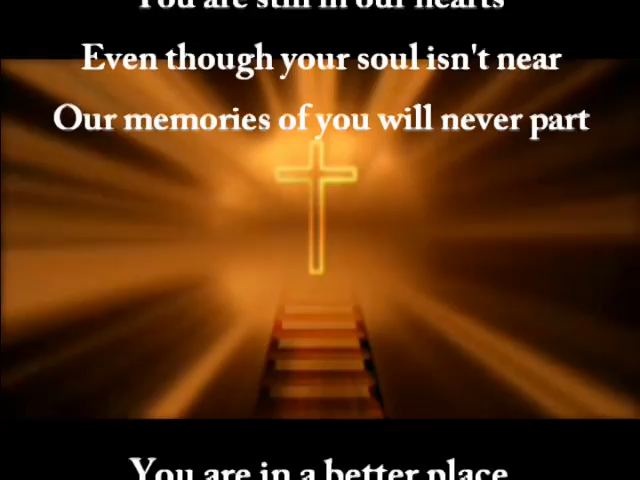 You are still in our hearts
Even though your soul isn't near
Our memories of you will never part
You are in a better place